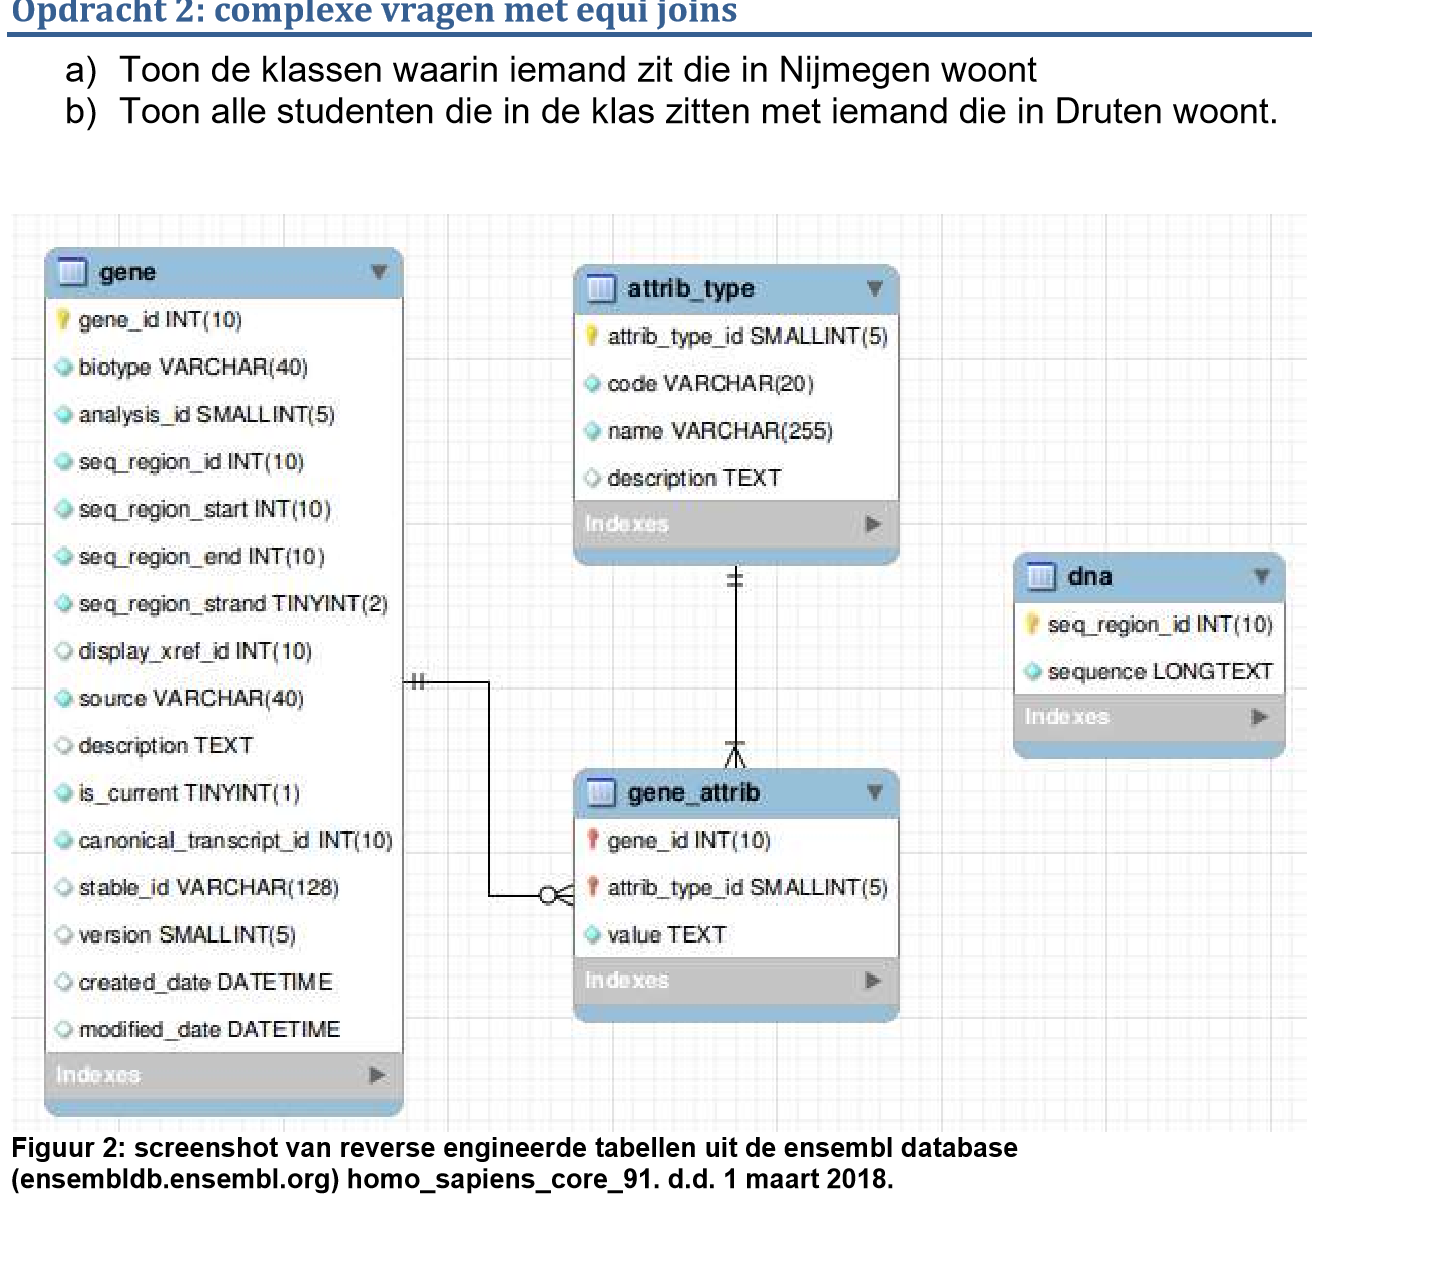 Opdracht 2: complexe vragen met equi joins
a) Toon de klassen waarin iemand zit die in Nijmegen woont
b) Toon alle studenten die in de klas zitten met iemand die in Druten woont.
gene
gene_id INT(10)
biotype VARCHAR(40)
analysis_id SMALLINT(5)
seq_region_id INT(10)
seq_region_start INT(10)
seq_region_end INT(10)
seq_region_strand TINYINT(2)
display_xref_id INT(10)
source VARCHAR(40)
description TEXT
is_current TINYINT(1)
canonical_transcript_id INT(10)
stable_id VARCHAR(128)
version SMALLINT(5)
created_date DATETIME
modified_date DATETIME
Indexes
attrib_type
attrib_type_id SMALLINT(5)
code VARCHAR(20)
name VARCHAR(255)
description TEXT
Indexes
gene_attrib
gene_id INT(10)
attrib_type_id SMALLINT(5)
value TEXT
Indexes
dna
seq_region_id INT(10)
sequence LONGTEXT
Indexes
Figuur 2: screenshot van reverse engineerde tabellen uit de ensembl database
(ensembldb.ensembl.org) homo_sapiens_core_91. d.d. 1 maart 2018.